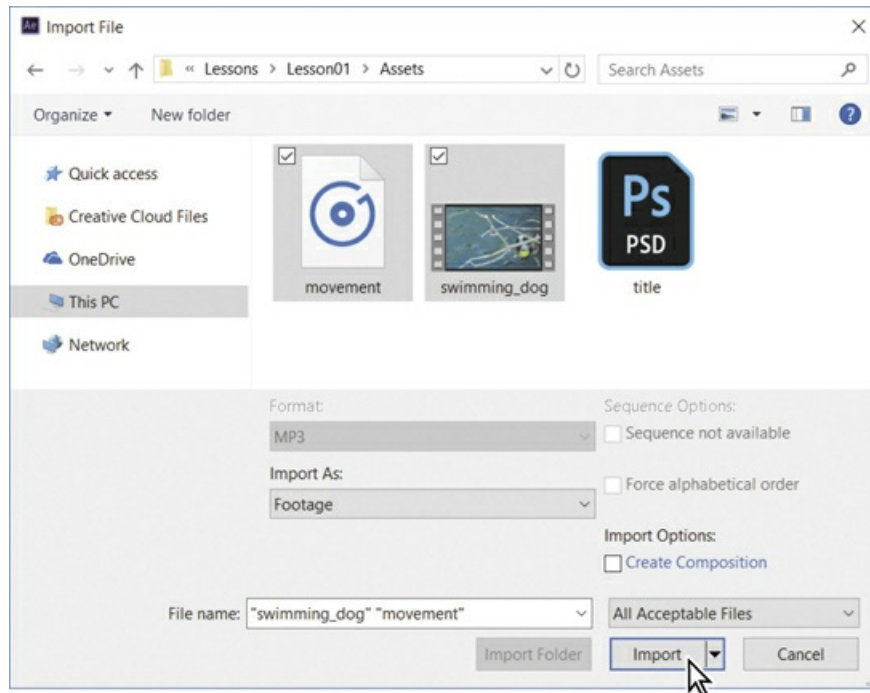 Ae Import File
« Lessons > Lesson01 > Assets
Search Assets
Organize
New folder
?
Quick access
Creative Cloud Files
OneDrive
This PC
Network
movement
swimming_dog
Ps
PSD
title
Format:
MP3
Sequence Options:
Sequence not available
Import As:
Footage
Force alphabetical order
Import Options:
Create Composition
File name: "swimming_dog" "movement"
All Acceptable Files
Import Folder
Import
Cancel